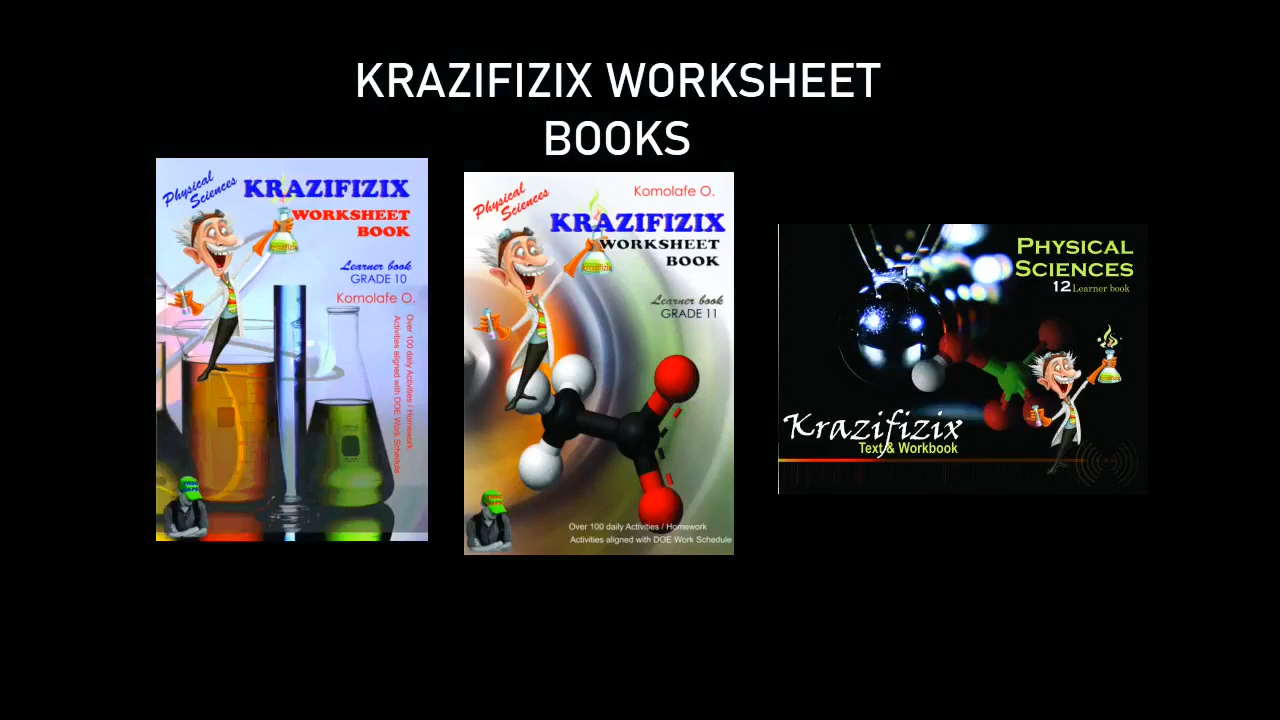 KRAZIFIZIX WORKSHEET
BOOKS
Physical
Sciences
KRAZIFIZIX
WORKSHEET
BOOK
Learner book
GRADE 10
Komolafe O.
Over 100 daily Activities / Homework
Activities aligned with DOE Work Schedule
Komolafe O.
Physical
Sciences
KRAZIFIZIX
WORKSHEET
BOOK
Learner book
GRADE 11
Over 100 daily Activities / Homework
Activities aligned with DOE Work Schedule
PHYSICAL
SCIENCES
12 Learner book
Krazifizix
Text & Workbook